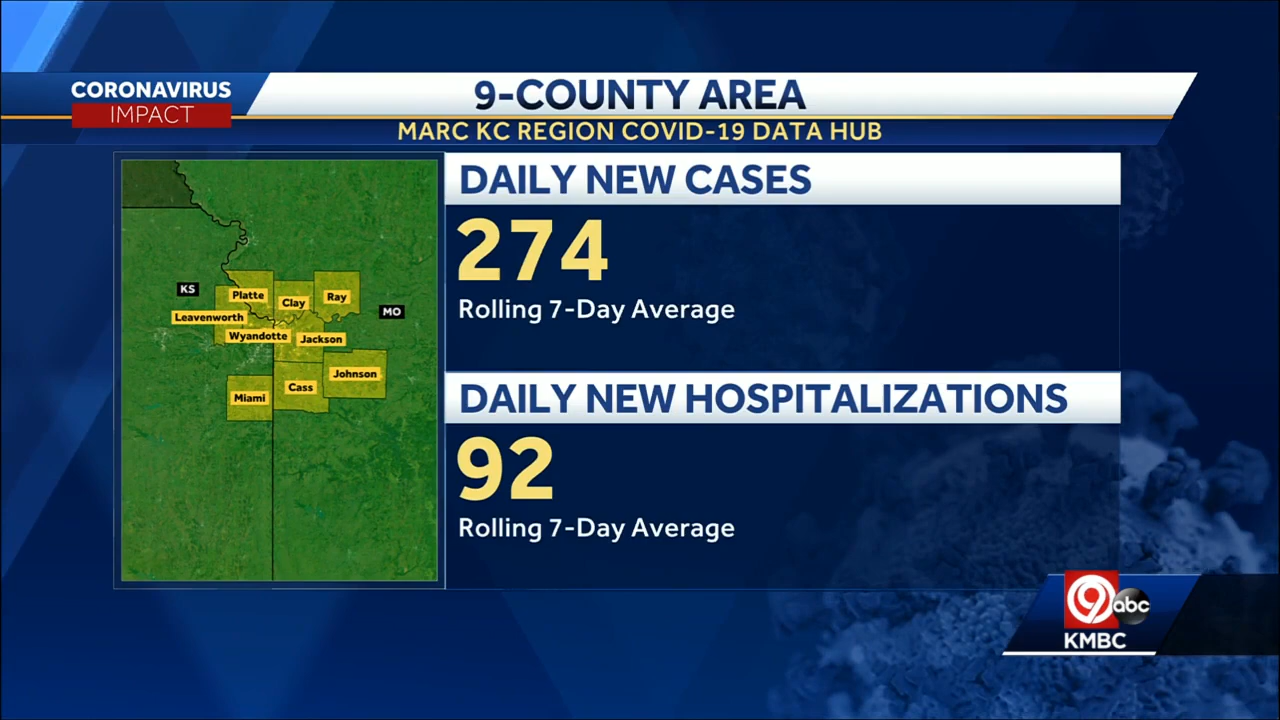 CORONAVIRUS
IMPACT
9-COUNTY AREA
MARC KC REGION COVID-19 DATA HUB
KS
Platte
Clay
Ray
MO
Leavenworth
Wyandotte
Jackson
Johnson
Cass
Miami
DAILY NEW CASES
274
Rolling 7-Day Average
DAILY NEW HOSPITALIZATIONS
92
Rolling 7-Day Average
9 abc
KMBC